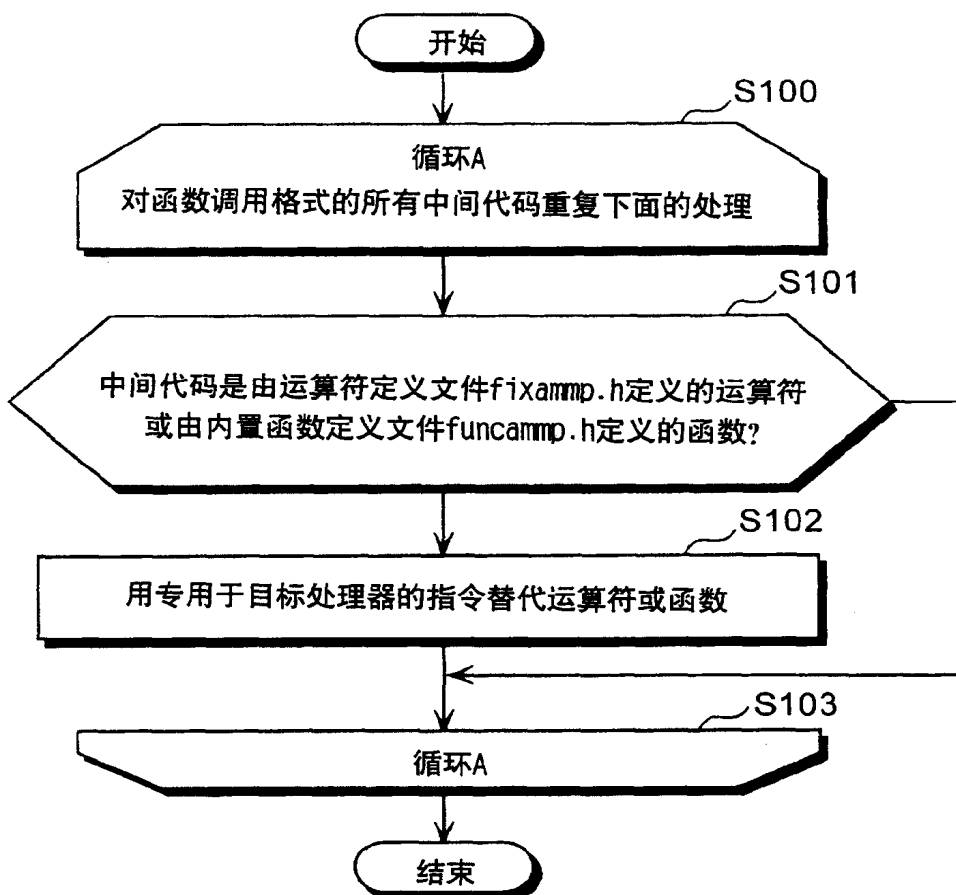 开始
S100
循环A
对函数调用格式的所有中间代码重复下面的处理
S101
中间代码是由运算符定义文件fixammp.h定义的运算符
或由内置函数定义文件funcammp.h定义的函数?
S102
用专用于目标处理器的指令替代运算符或函数
S103
循环A
结束